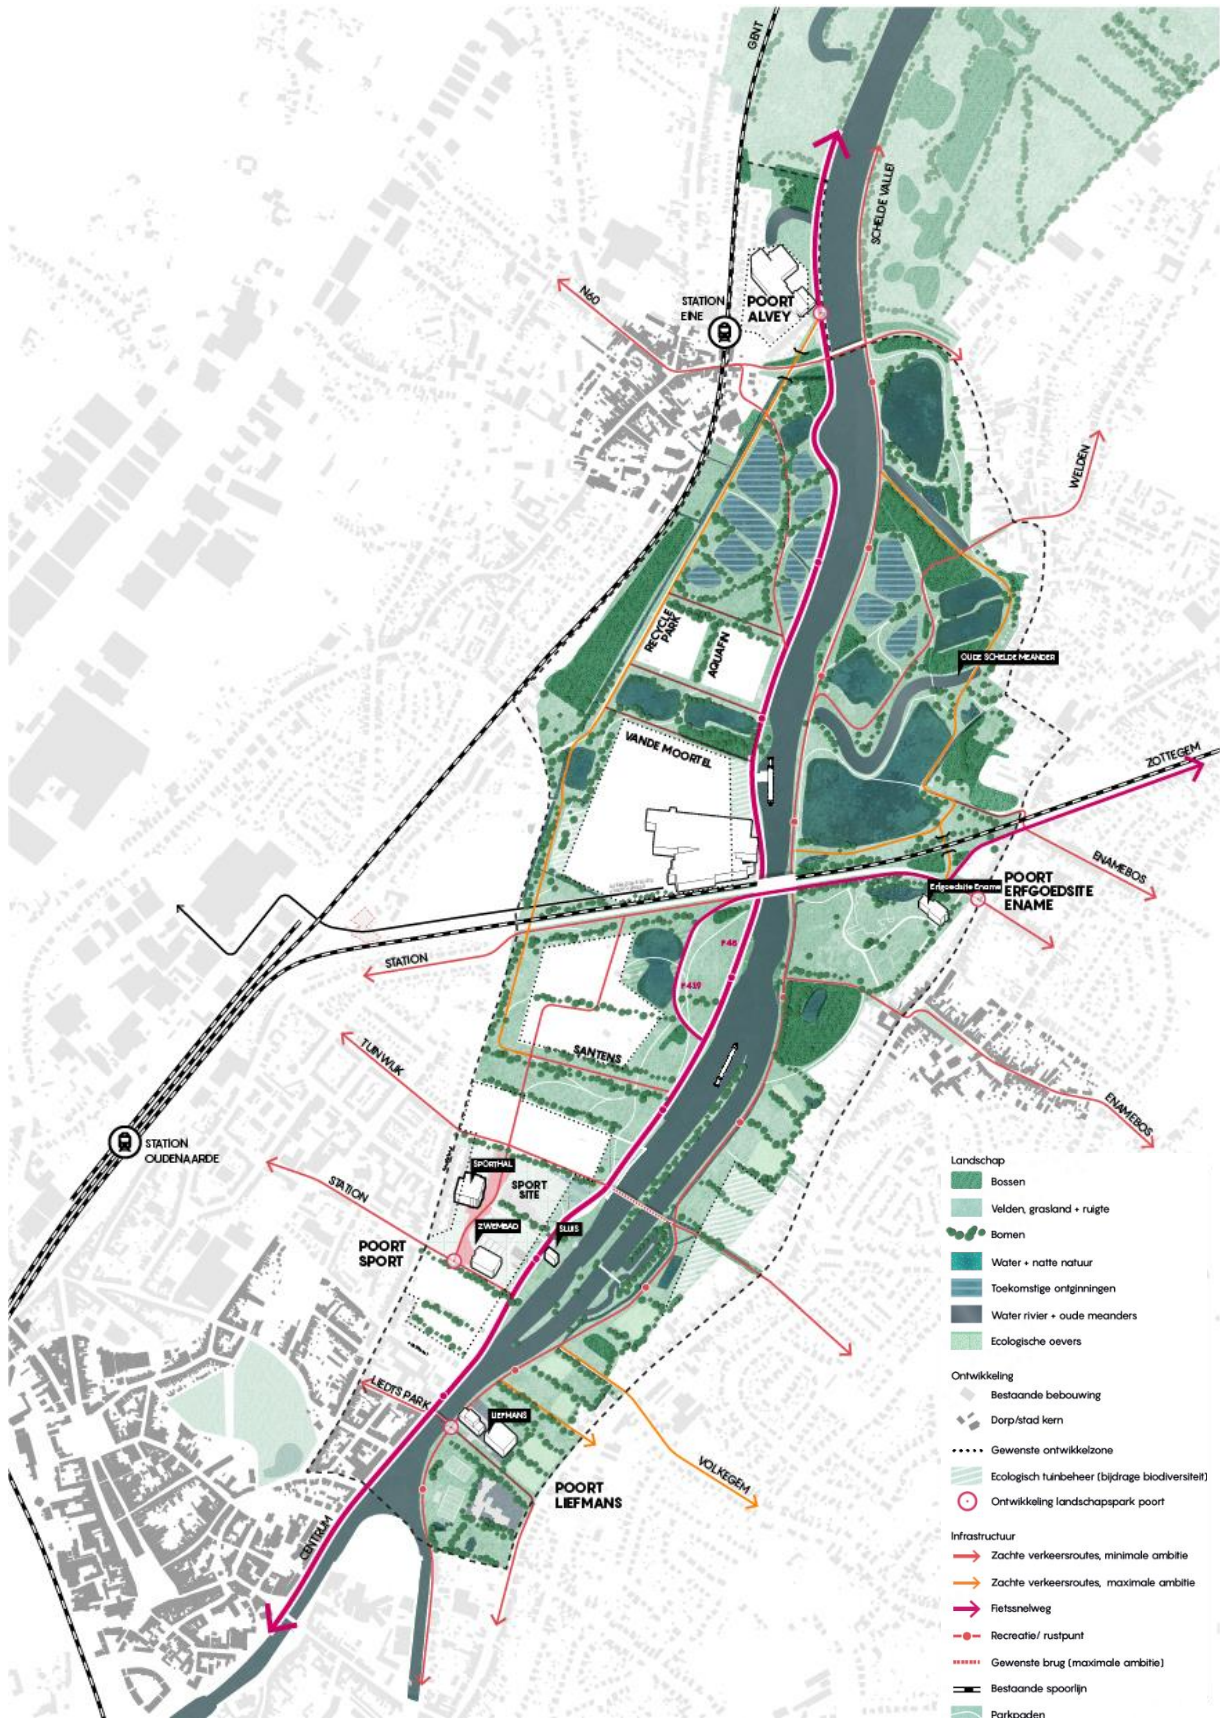 GENT
SCHELDE VALLEI
N60
STATION
EINE
POORT
ALVEY
WELDEN
RECYCLE
PARK
AQUAFIN
OUDE SCHELDE MEANDER
VANDE MOORTEL
ZOTTEGEM
ENAMEBOS
Erfgoedsite Ename
POORT
ERFGOEDSITE
ENAME
STATION
F45
F419
SANTENS
TUINWIJK
ENAMEBOS
STATION
OUDENAARDE
STATION
SPORTHAL
SPORT
SITE
ZWEMBAD
SLUIS
POORT
SPORT
LIEDTS PARK
LIEFMANS
VOLKEGEM
POORT
LIEFMANS
CENTRUM
Landschap
Bossen
Velden, grasland + ruigte
Bomen
Water + natte natuur
Toekomstige ontginningen
Water rivier + oude meanders
Ecologische oevers
Ontwikkeling
Bestaande bebouwing
Dorp/stad kern
Gewenste ontwikkelzone
Ecologisch tuinbeheer (bijdrage biodiversiteit)
Ontwikkeling landschapspark poort
Infrastructuur
Zachte verkeersroutes, minimale ambitie
Zachte verkeersroutes, maximale ambitie
Fietssnelweg
Recreatie/ rustpunt
Gewenste brug (maximale ambitie)
Bestaande spoorlijn
Parkpaden